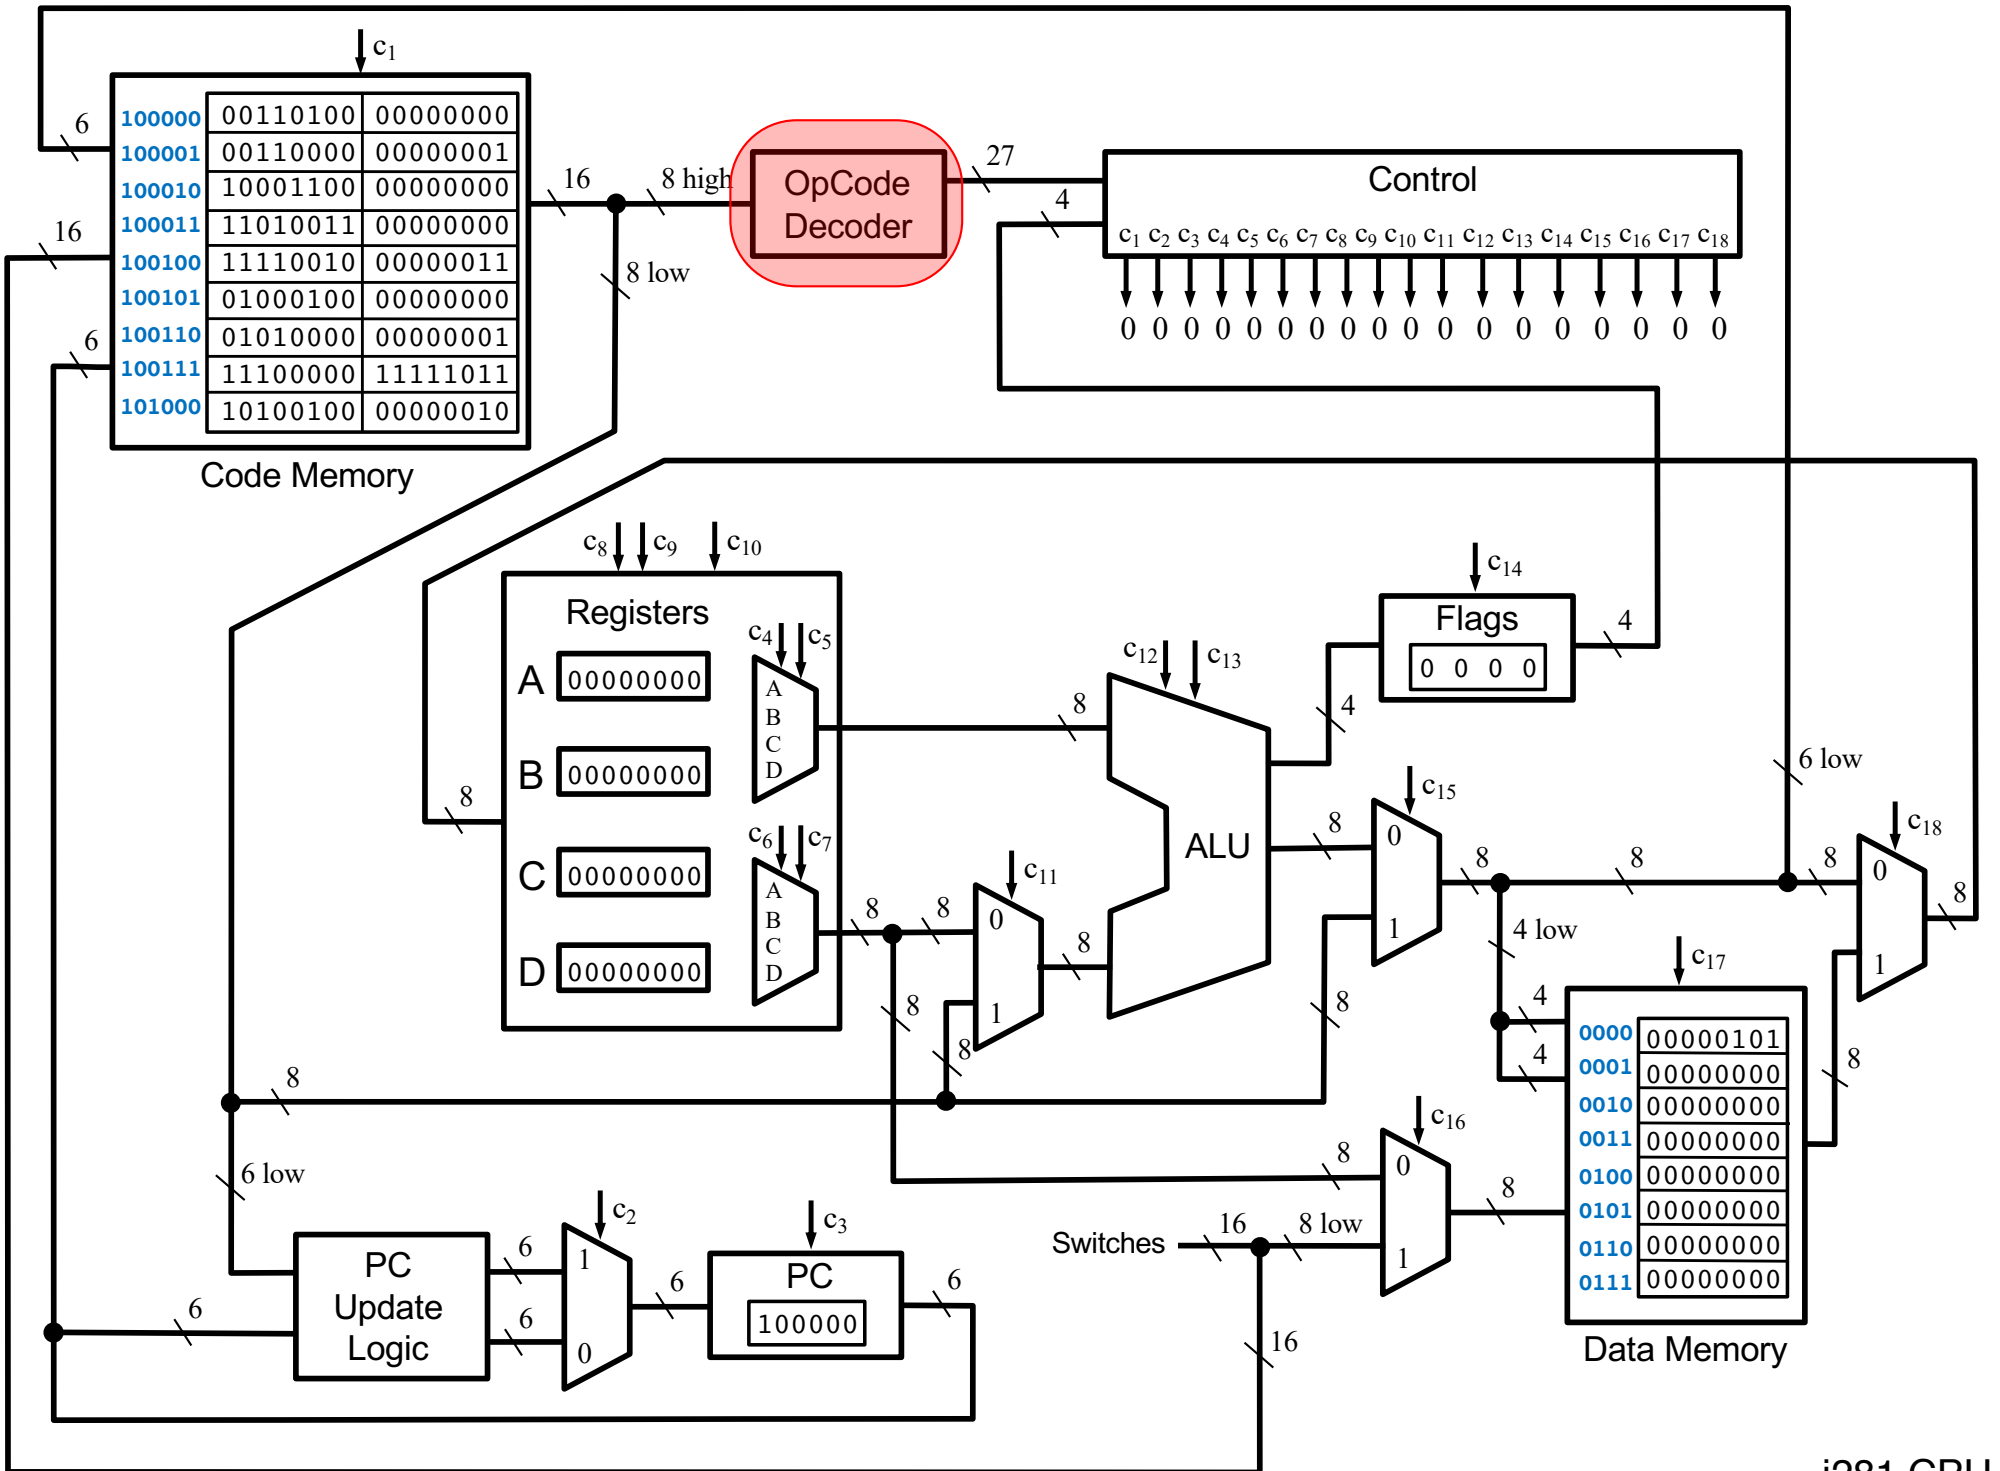 c1
100000 00110100 00000000
100001 00110000 00000001
100010 10001100 00000000
100011 11010011 00000000
100100 11110010 00000011
100101 01000100 00000000
100110 01010000 00000001
100111 11100000 11111011
101000 10100100 00000010
Code Memory
6
16
6
16
8 high
8 low
OpCode
Decoder
27
4
Control
c1 c2 c3 c4 c5 c6 c7 c8 c9 c10 c11 c12 c13 c14 c15 c16 c17 c18
0 0 0 0 0 0 0 0 0 0 0 0 0 0 0 0 0 0
c8 c9 c10
Registers
A 00000000
B 00000000
C 00000000
D 00000000
c4 c5
A
B
C
D
c6 c7
A
B
C
D
8
8
8
8
8
8
8
c11
0
1
c12 c13
ALU
8
4
c14
Flags
0 0 0 0
4
c15
0
1
8
8
8
8
8
6 low
4 low
4
4
c18
0
1
8
8
c17
0000 00000101
0001 00000000
0010 00000000
0011 00000000
0100 00000000
0101 00000000
0110 00000000
0111 00000000
Data Memory
c16
0
1
8
8
Switches
16
8 low
16
8
6 low
6
PC
Update
Logic
6
6
c2
1
0
6
c3
PC
100000
6